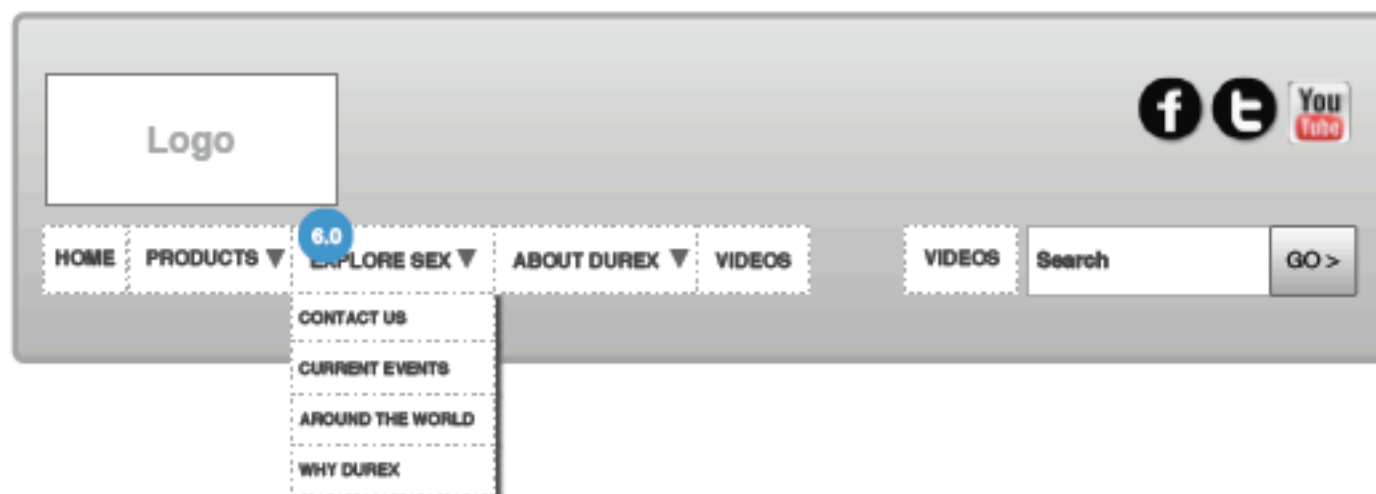 Logo
f t You
Tube
6.0
HOME PRODUCTS ▼ EXPLORE SEX ▼ ABOUT DUREX ▼ VIDEOS VIDEOS Search GO >
CONTACT US
CURRENT EVENTS
AROUND THE WORLD
WHY DUREX